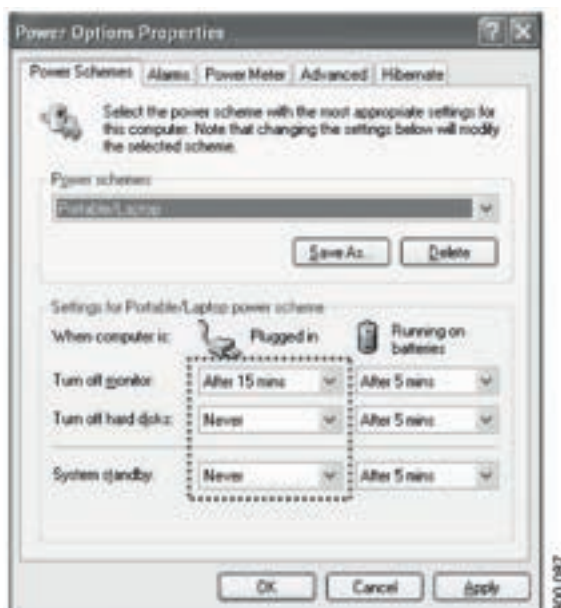 Power Options Properties
Power Schemes Alarms Power Meter Advanced Hibernate
Select the power scheme with the most appropriate settings for
this computer. Note that changing the settings below will modify
the selected scheme.
Power schemes
Portable/Laptop
Save As... Delete
Settings for Portable/Laptop power scheme
When computer is: Plugged in Running on
batteries
Turn off monitor: After 15 mins After 5 mins
Turn off hard disks: Never After 5 mins
System standby: Never After 5 mins
OK Cancel Apply